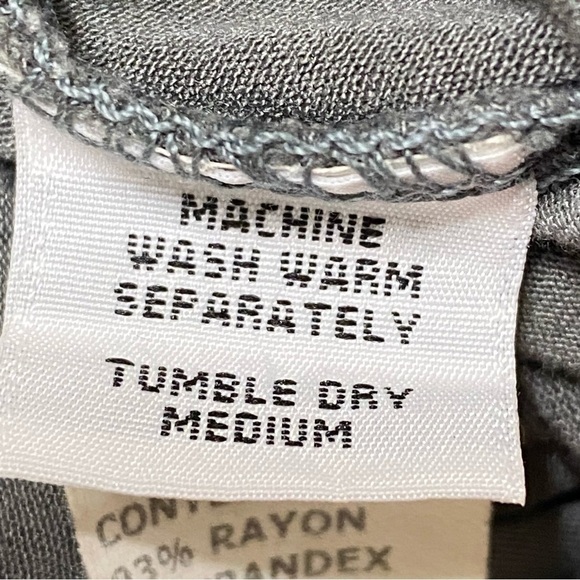 MACHINE
WASH WARM
SEPARATELY
TUMBLE DRY
MEDIUM
RAYON